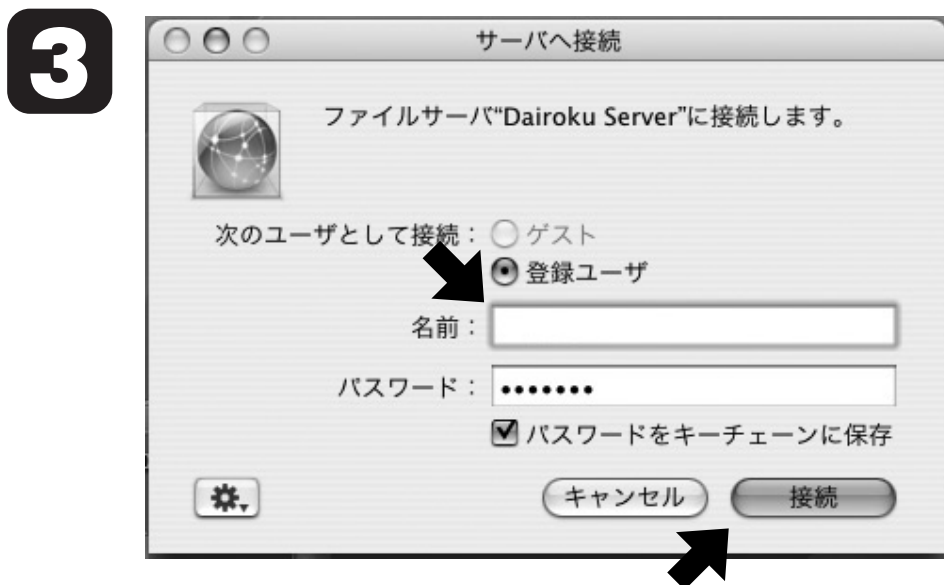 3
サーバへ接続
ファイルサーバ“Dairoku Server”に接続します。
次のユーザとして接続： ゲスト
登録ユーザ
名前：
パスワード： •••••••
パスワードをキーチェーンに保存
キャンセル 接続